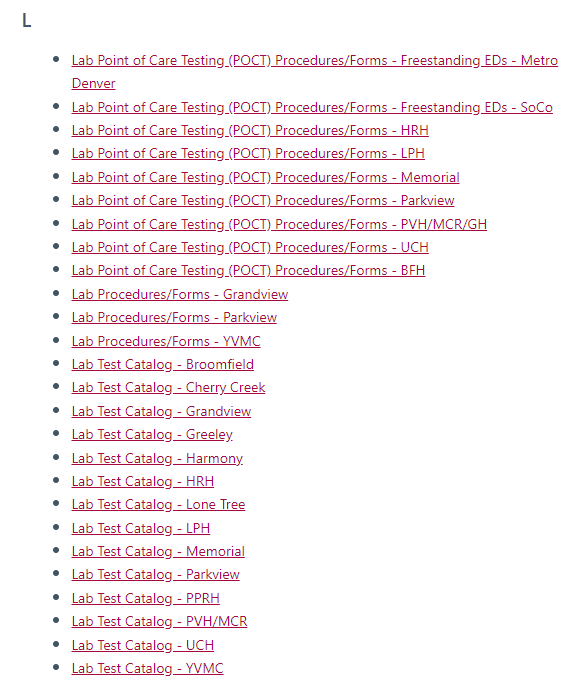 L
Lab Point of Care Testing (POCT) Procedures/Forms - Freestanding EDs - Metro
Denver
Lab Point of Care Testing (POCT) Procedures/Forms - Freestanding EDs - SoCo
Lab Point of Care Testing (POCT) Procedures/Forms - HRH
Lab Point of Care Testing (POCT) Procedures/Forms - LPH
Lab Point of Care Testing (POCT) Procedures/Forms - Memorial
Lab Point of Care Testing (POCT) Procedures/Forms - Parkview
Lab Point of Care Testing (POCT) Procedures/Forms - PVH/MCR/GH
Lab Point of Care Testing (POCT) Procedures/Forms - UCH
Lab Point of Care Testing (POCT) Procedures/Forms - BFH
Lab Procedures/Forms - Grandview
Lab Procedures/Forms - Parkview
Lab Procedures/Forms - YVMC
Lab Test Catalog - Broomfield
Lab Test Catalog - Cherry Creek
Lab Test Catalog - Grandview
Lab Test Catalog - Greeley
Lab Test Catalog - Harmony
Lab Test Catalog - HRH
Lab Test Catalog - Lone Tree
Lab Test Catalog - LPH
Lab Test Catalog - Memorial
Lab Test Catalog - Parkview
Lab Test Catalog - PPRH
Lab Test Catalog - PVH/MCR
Lab Test Catalog - UCH
Lab Test Catalog - YVMC